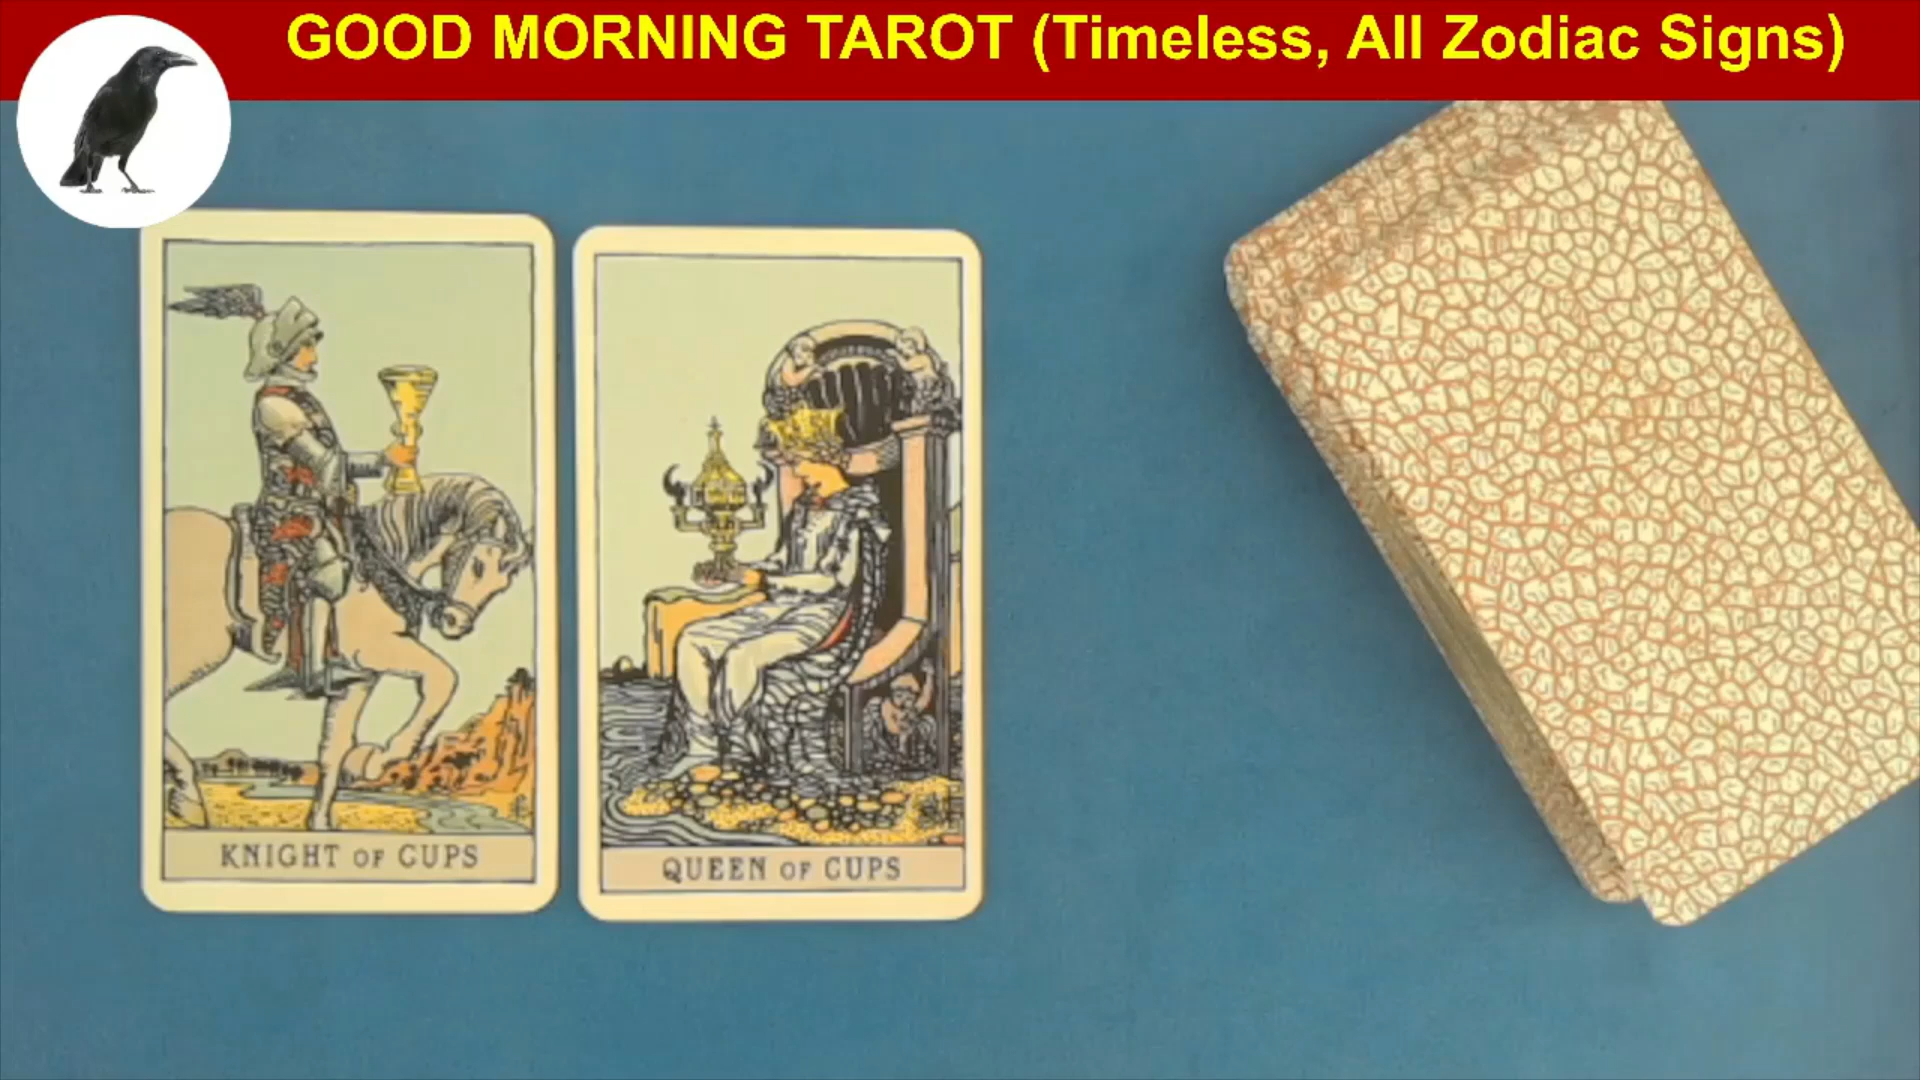 GOOD MORNING TAROT (Timeless, All Zodiac Signs)
KNIGHT OF CUPS
QUEEN OF CUPS